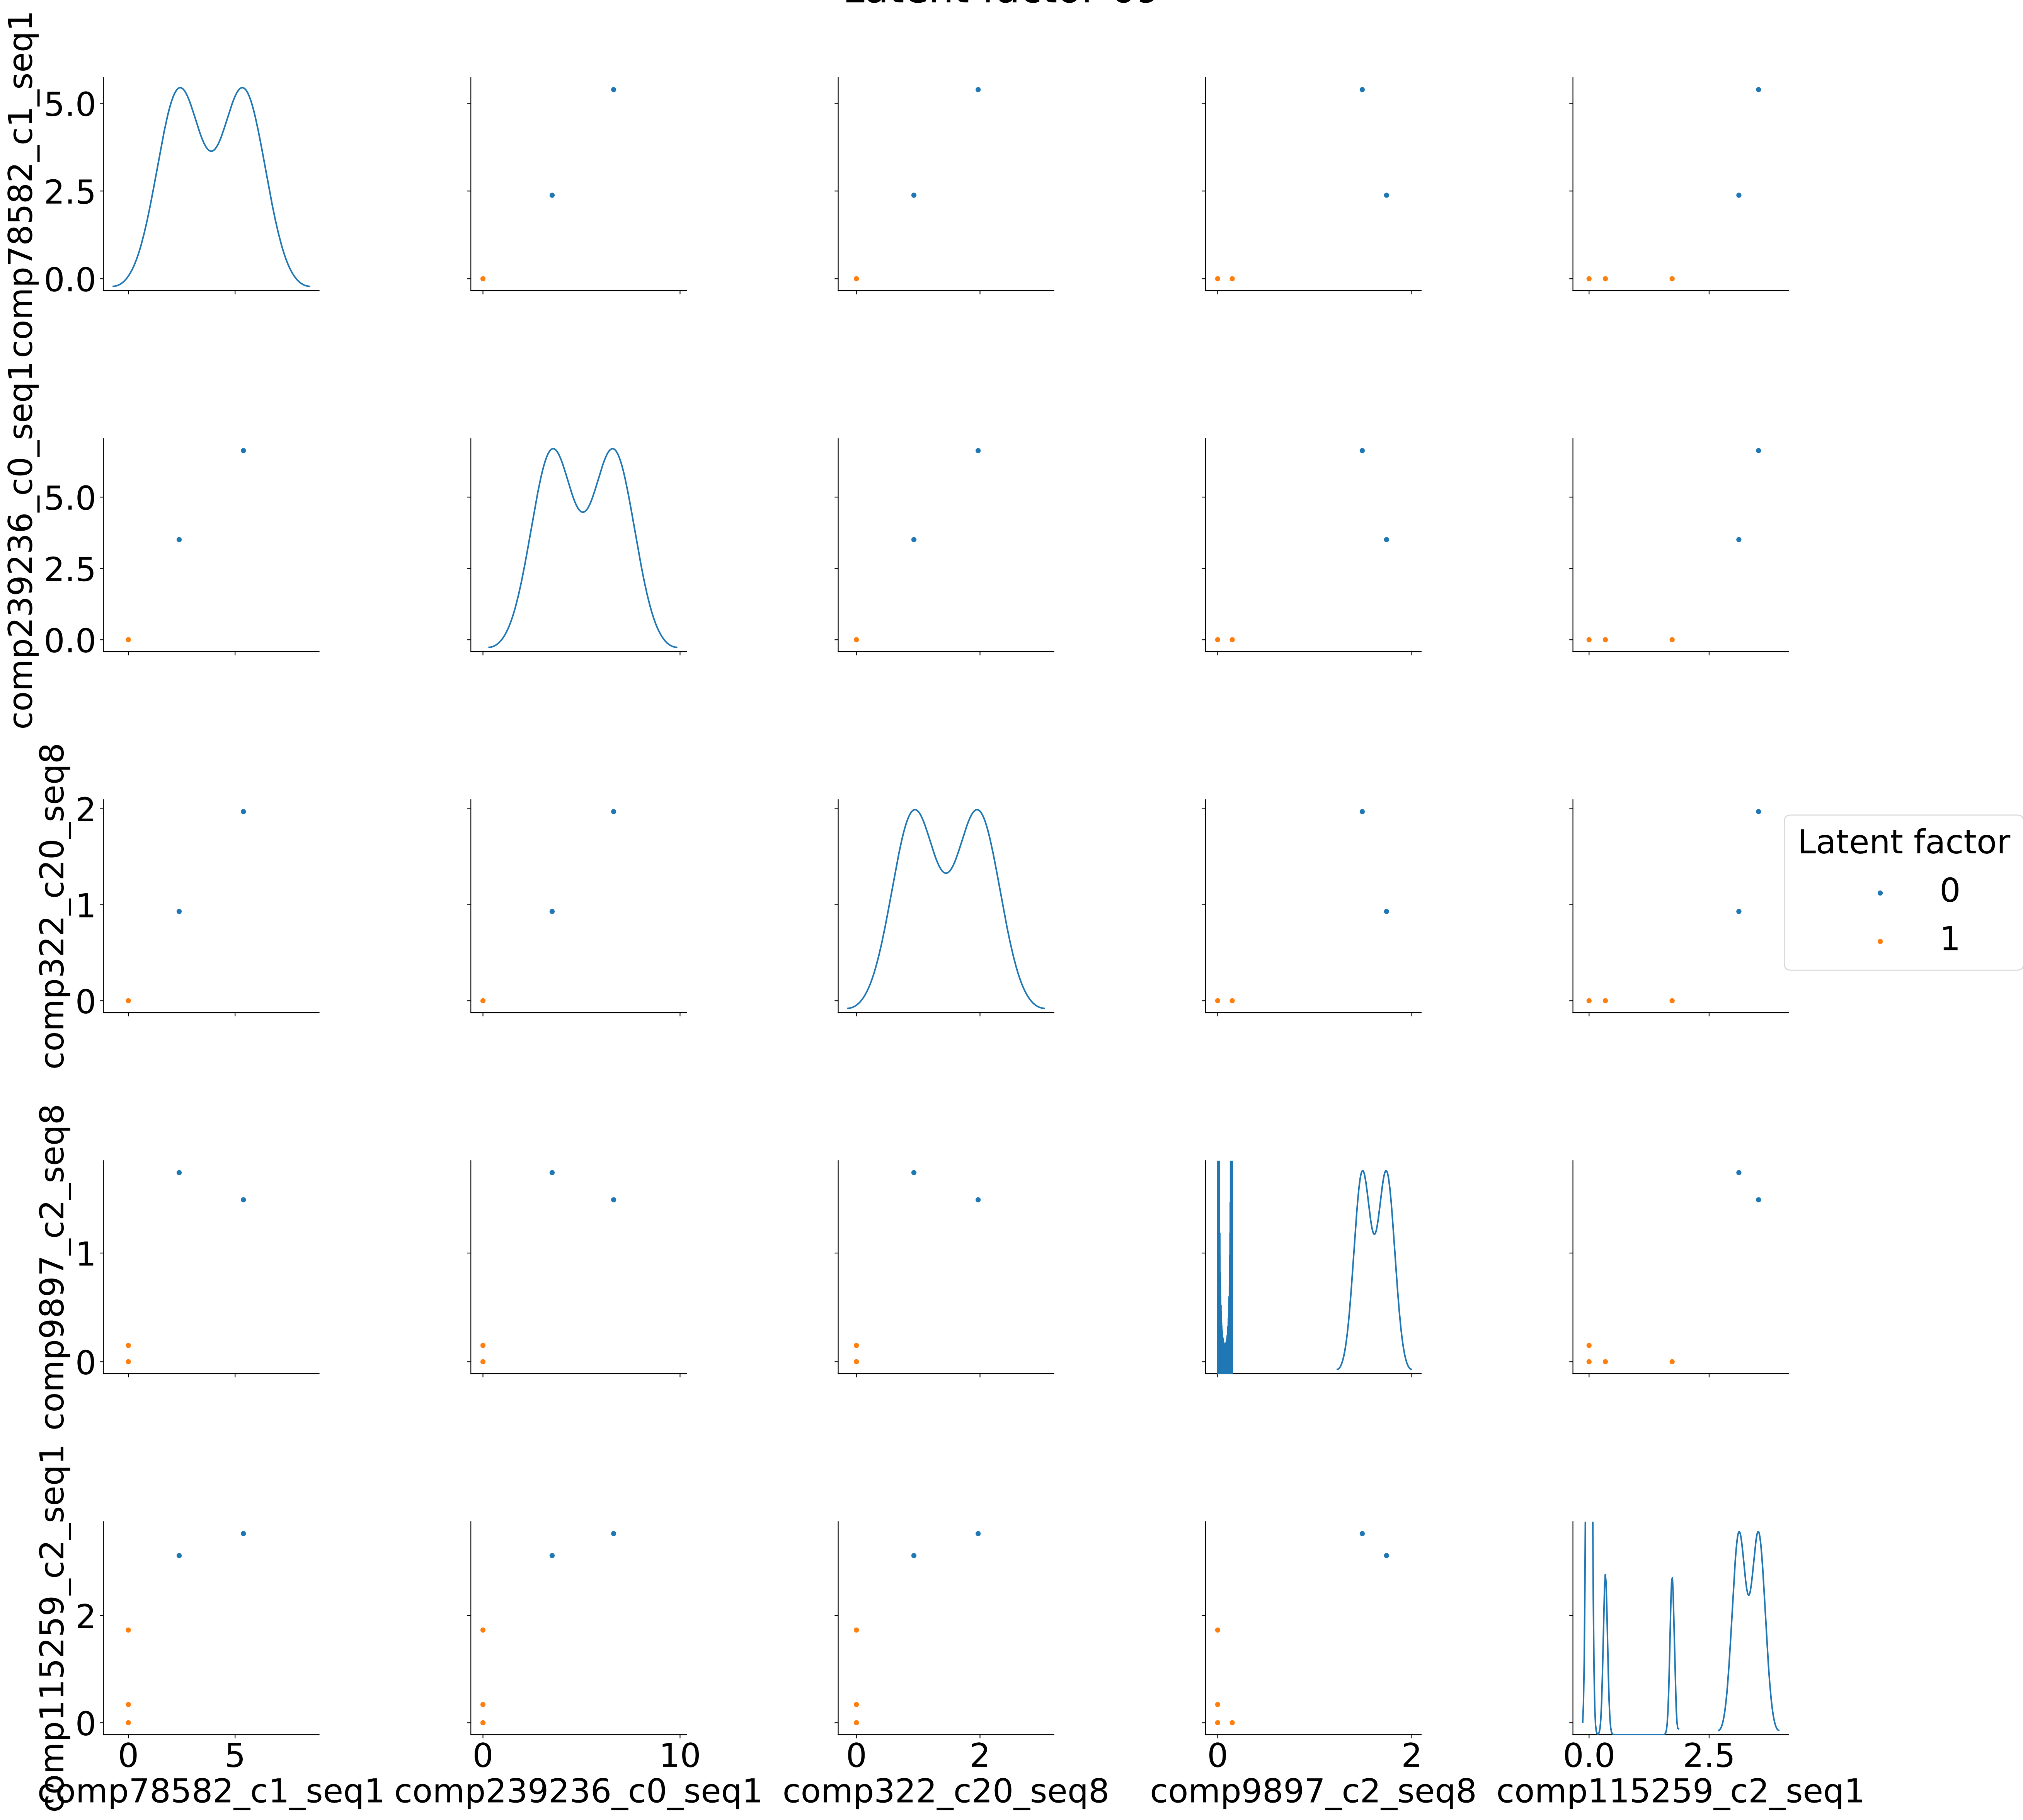 comp78582_c1_seq1
5.0
2.5
0.0
comp239236_c0_seq1
5.0
2.5
0.0
comp322_c20_seq8
2
1
0
Latent factor
0
1
comp9897_c2_seq8
1
0
comp115259_c2_seq1
2
0
0 5 0 10 0 2 0 2 0.0 2.5
comp78582_c1_seq1 comp239236_c0_seq1 comp322_c20_seq8 comp9897_c2_seq8 comp115259_c2_seq1